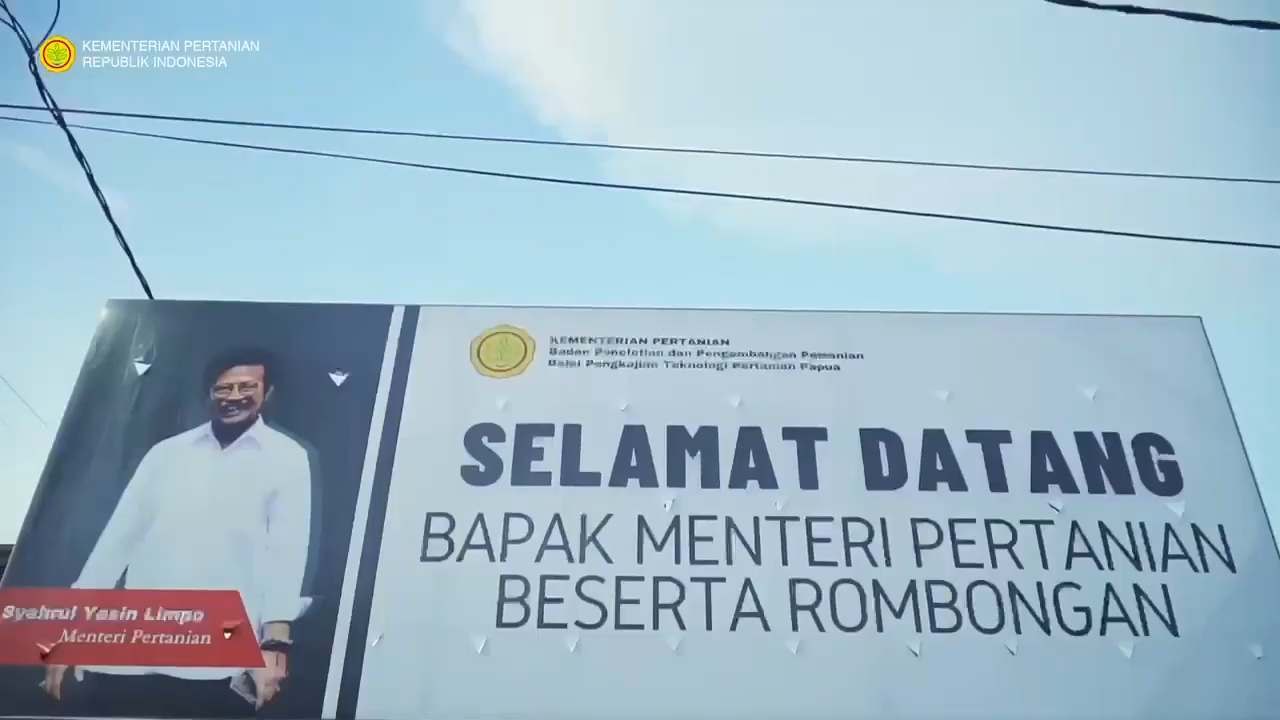 KEMENTERIAN PERTANIAN
REPUBLIK INDONESIA
KEMENTERIAN PERTANIAN
Badan Penelitian dan Pengembangan Pertanian
Balai Pengkajian Teknologi Pertanian Papua
SELAMAT DATANG
BAPAK MENTERI PERTANIAN
BESERTA ROMBONGAN
Syahrul Yasin Limpo
Menteri Pertanian